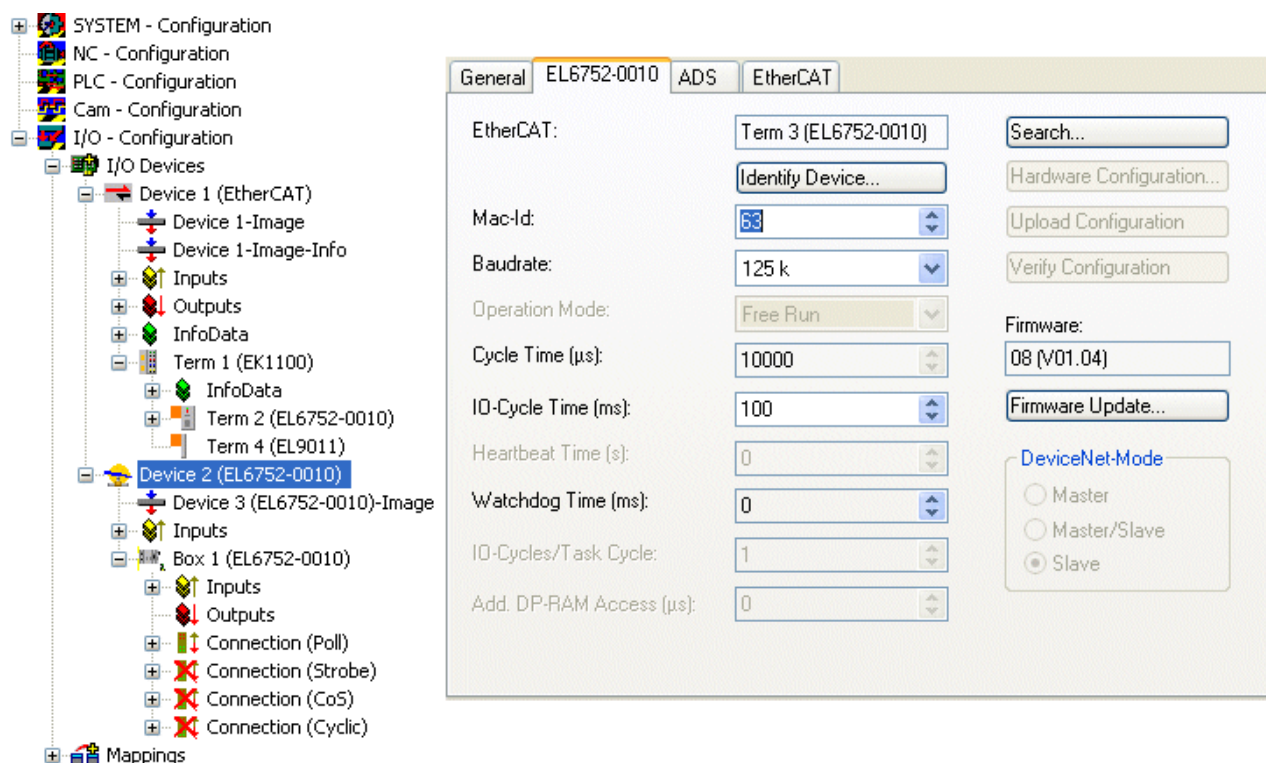 SYSTEM - Configuration
NC - Configuration
PLC - Configuration
Cam - Configuration
I/O - Configuration
I/O Devices
Device 1 (EtherCAT)
Device 1-Image
Device 1-Image-Info
Inputs
Outputs
InfoData
Term 1 (EK1100)
InfoData
Term 2 (EL6752-0010)
Term 4 (EL9011)
Device 2 (EL6752-0010)
Device 3 (EL6752-0010)-Image
Inputs
Box 1 (EL6752-0010)
Inputs
Outputs
Connection (Poll)
Connection (Strobe)
Connection (CoS)
Connection (Cyclic)
Mappings
General EL6752-0010 ADS EtherCAT
EtherCAT: Term 3 (EL6752-0010) Search...
Identify Device... Hardware Configuration...
Mac-Id: 63 Upload Configuration
Baudrate: 125 k Verify Configuration
Operation Mode: Free Run
Firmware:
Cycle Time (µs): 10000 08 (V01.04)
IO-Cycle Time (ms): 100 Firmware Update...
Heartbeat Time (s): 0 DeviceNet-Mode
Master
Watchdog Time (ms): 0
Master/Slave
IO-Cycles/Task Cycle: 1 Slave
Add. DP-RAM Access (µs): 0